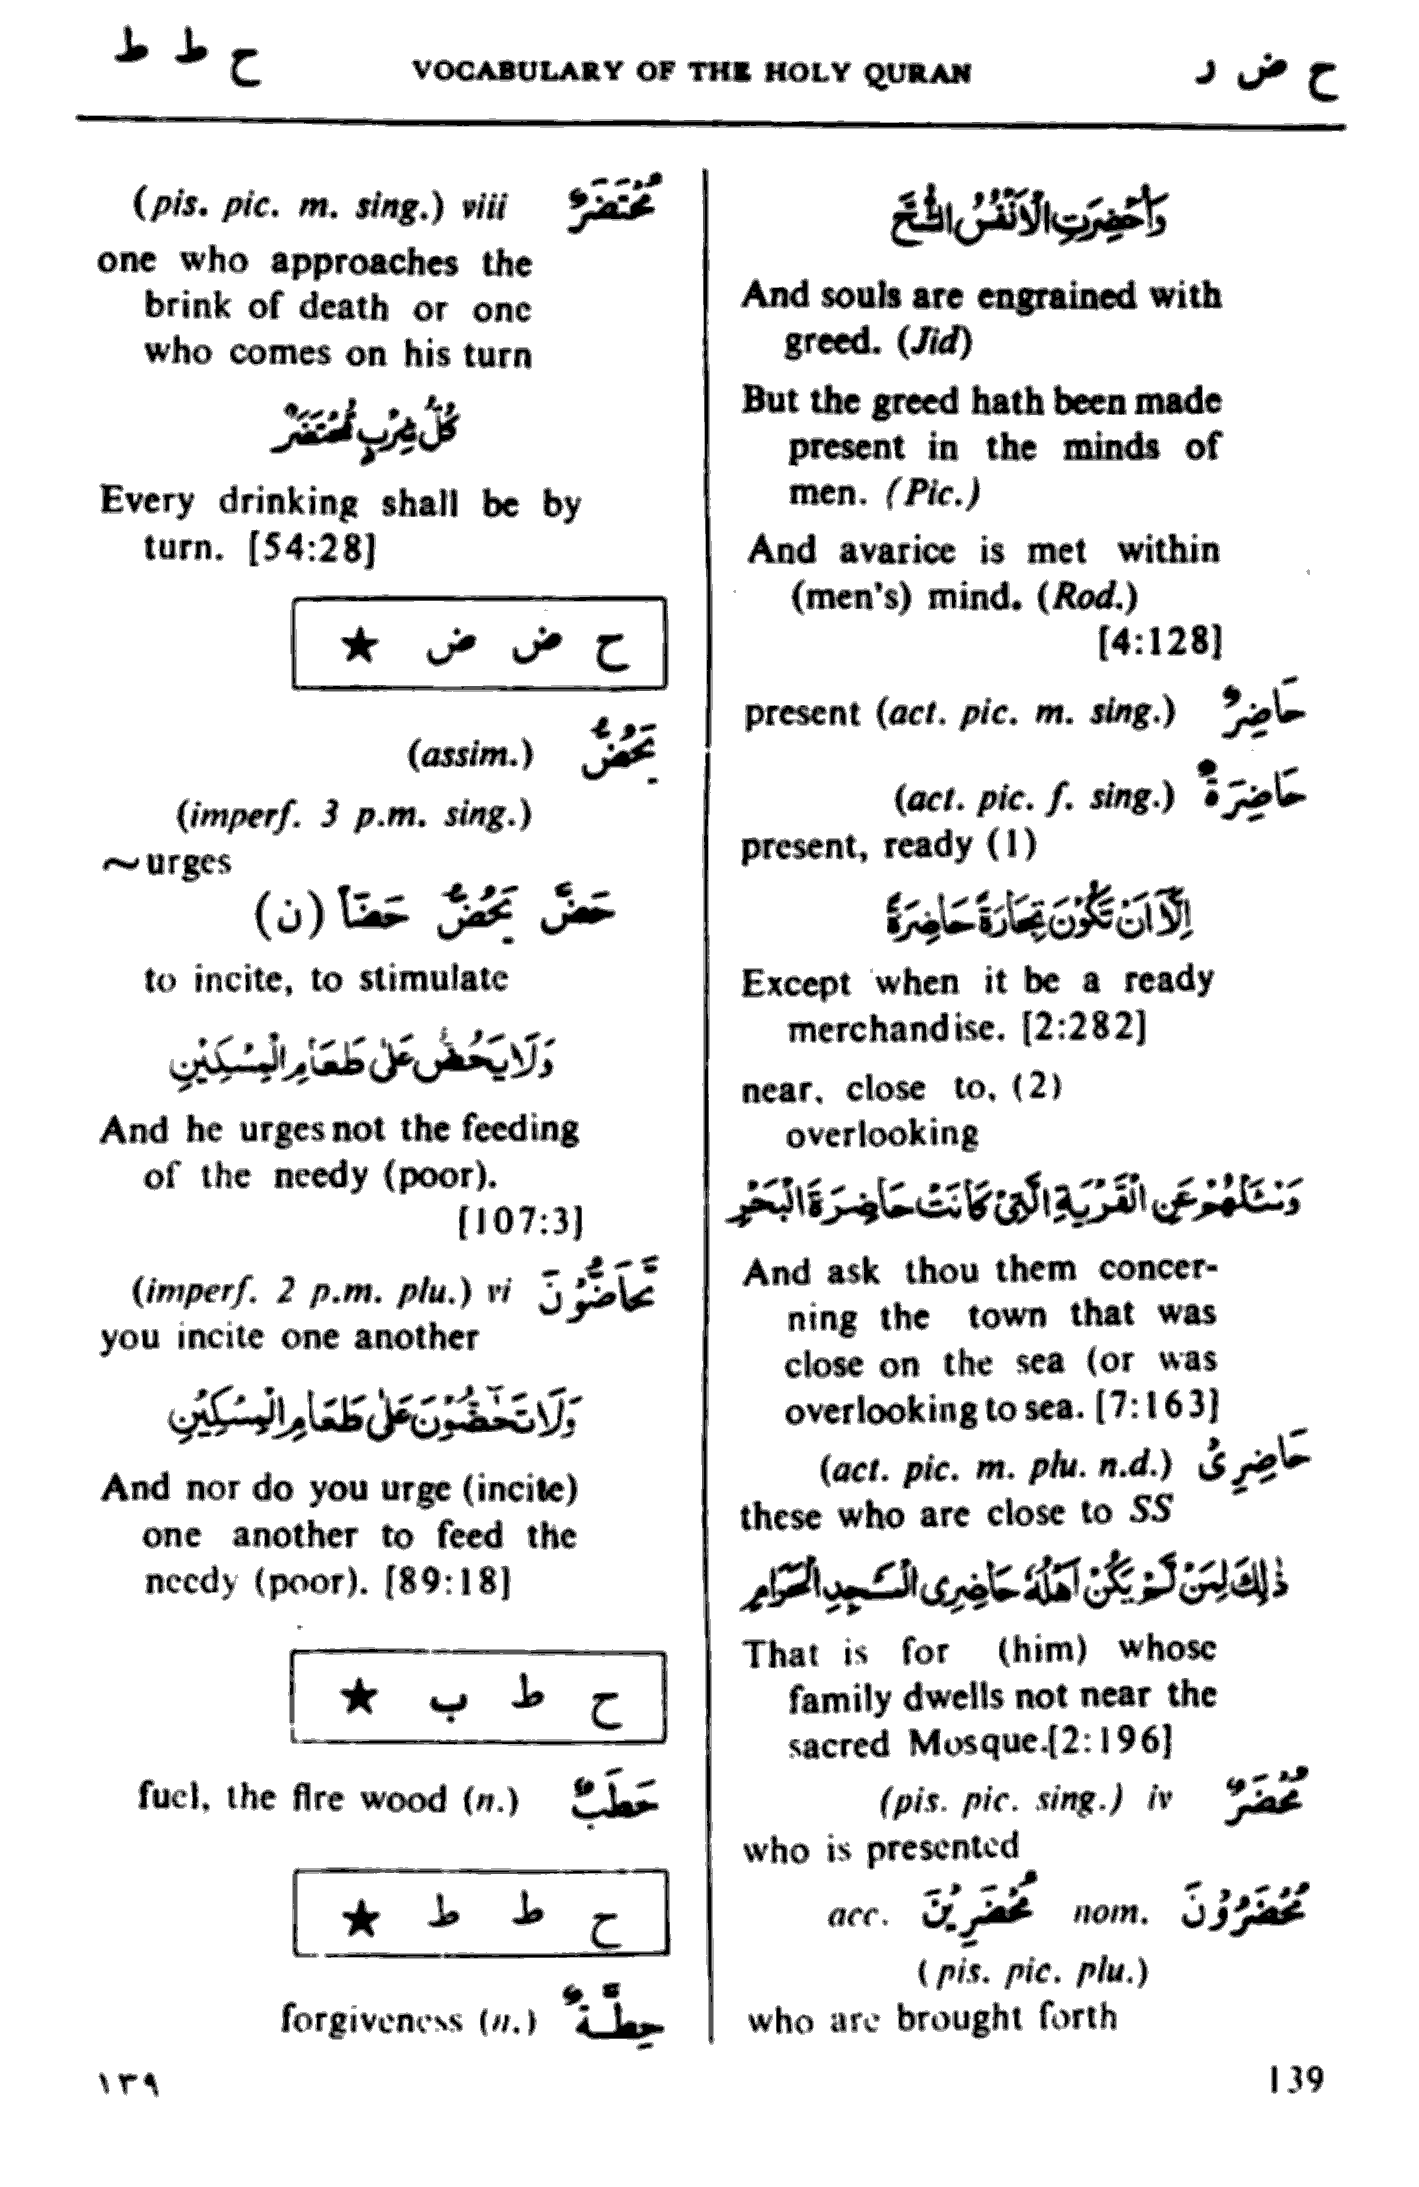 ح ط ط VOCABULARY OF THE HOLY QURAN ح ض ر
وَأُحْضِرَتِ الْأَنْفُسُ الشُّحَّ
And souls are engrained with
greed. (Jid)
But the greed hath been made
present in the minds of
men. (Pic.)
And avarice is met within
(men's) mind. (Rod.)
[4:128]
present (act. pic. m. sing.) حَاضِرٌ
(act. pic. f. sing.) حَاضِرَةٌ
present, ready (1)
إِلَّا أَنْ تَكُونَ تِجَارَةً حَاضِرَةً
Except when it be a ready
merchandise. [2:282]
near, close to, (2)
overlooking
وَسْئَلْهُمْ عَنِ الْقَرْيَةِ الَّتِيْ كَانَتْ حَاضِرَةَ الْبَحْرِ
And ask thou them concer-
ning the town that was
close on the sea (or was
overlooking to sea. [7:163]
(act. pic. m. plu. n.d.) حَاضِرِىْ
these who are close to SS
ذٰلِكَ لِمَنْ لَّمْ يَكُنْ أَهْلُهُ حَاضِرِى الْمَسْجِدِ الْحَرَامِ
That is for (him) whose
family dwells not near the
sacred Mosque.[2:196]
(pis. pic. sing.) iv مُحْضَرٌ
who is presented
acc. مُحْضَرِيْنَ nom. مُحْضَرُوْنَ
(pis. pic. plu.)
who are brought forth
(pis. pic. m. sing.) viii مُحْتَضَرٌ
one who approaches the
brink of death or one
who comes on his turn
كُلُّ شِرْبٍ مُّحْتَضَرٌ
Every drinking shall be by
turn. [54:28]
★ ح ض ض
(assim.) يَحُضُّ
(imperf. 3 p.m. sing.)
~urges
حَضَّ يَحُضُّ حَضًّا (ن)
to incite, to stimulate
وَلَا يَحُضُّ عَلٰى طَعَامِ الْمِسْكِيْنِ
And he urges not the feeding
of the needy (poor).
[107:3]
(imperf. 2 p.m. plu.) vi تَحَاضُّوْنَ
you incite one another
وَلَا تَحٰضُّوْنَ عَلٰى طَعَامِ الْمِسْكِيْنِ
And nor do you urge (incite)
one another to feed the
needy (poor). [89:18]
★ ح ط ب
fuel, the fire wood (n.) حَطَبٌ
★ ح ط ط
forgiveness (n.) حِطَّةٌ
١٣٩ 139